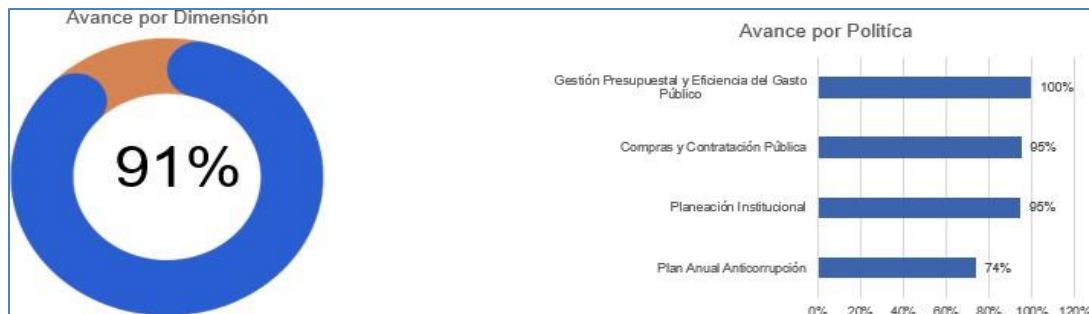 Avance por Dimensión
91%
Avance por Política
Gestión Presupuestal y Eficiencia del Gasto
Público
100%
Compras y Contratación Pública
95%
Planeación Institucional
95%
Plan Anual Anticorrupción
74%
0% 20% 40% 60% 80% 100% 120%